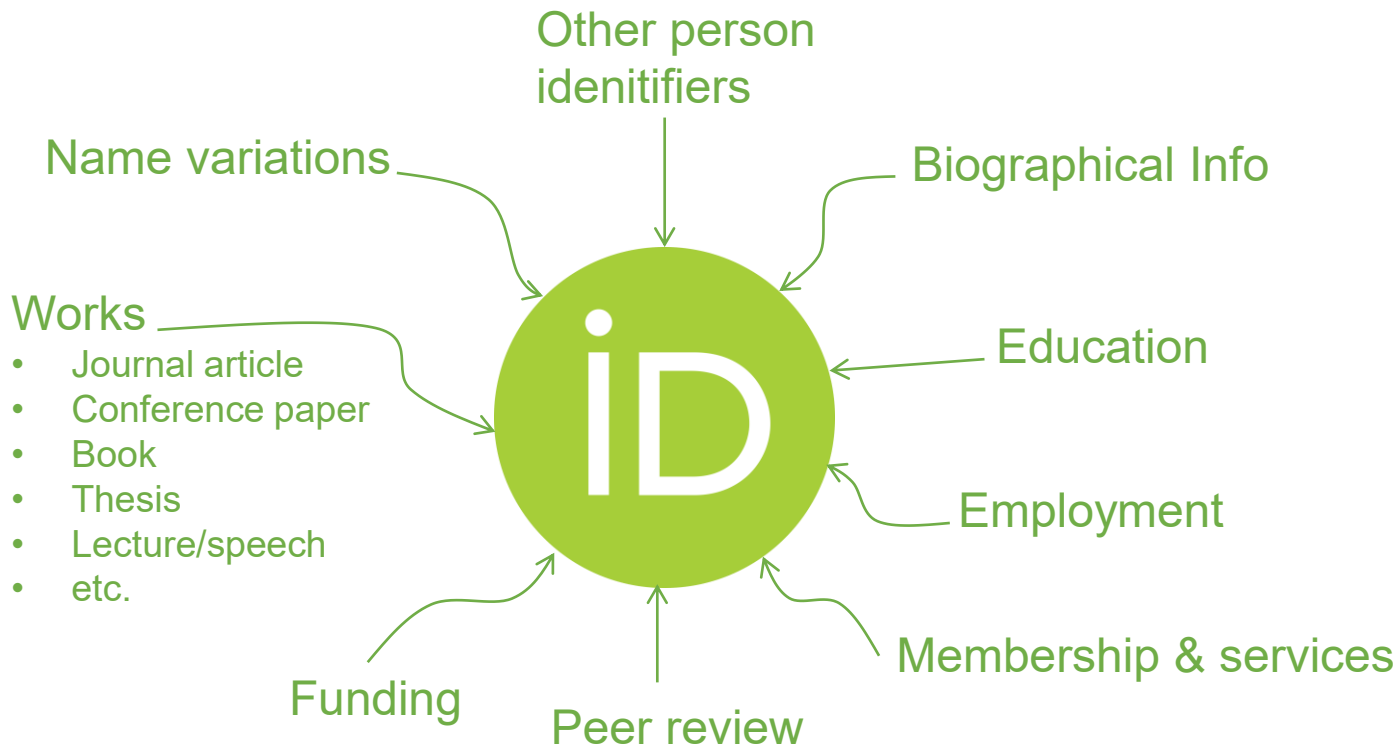 Other person
idenitifiers
Name variations
Biographical Info
Works
• Journal article
• Conference paper
• Book
• Thesis
• Lecture/speech
• etc.
iD
Education
Employment
Membership & services
Funding
Peer review